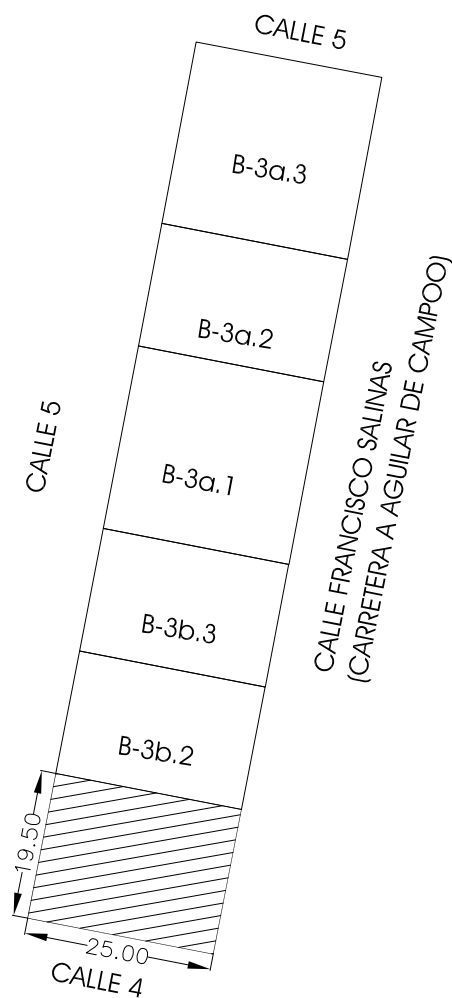 CALLE 5
B-3a.3
B-3a.2
CALLE 5
B-3a.1
CALLE FRANCISCO SALINAS
(CARRETERA A AGUILAR DE CAMPOO)
B-3b.3
B-3b.2
19.50
25.00
CALLE 4